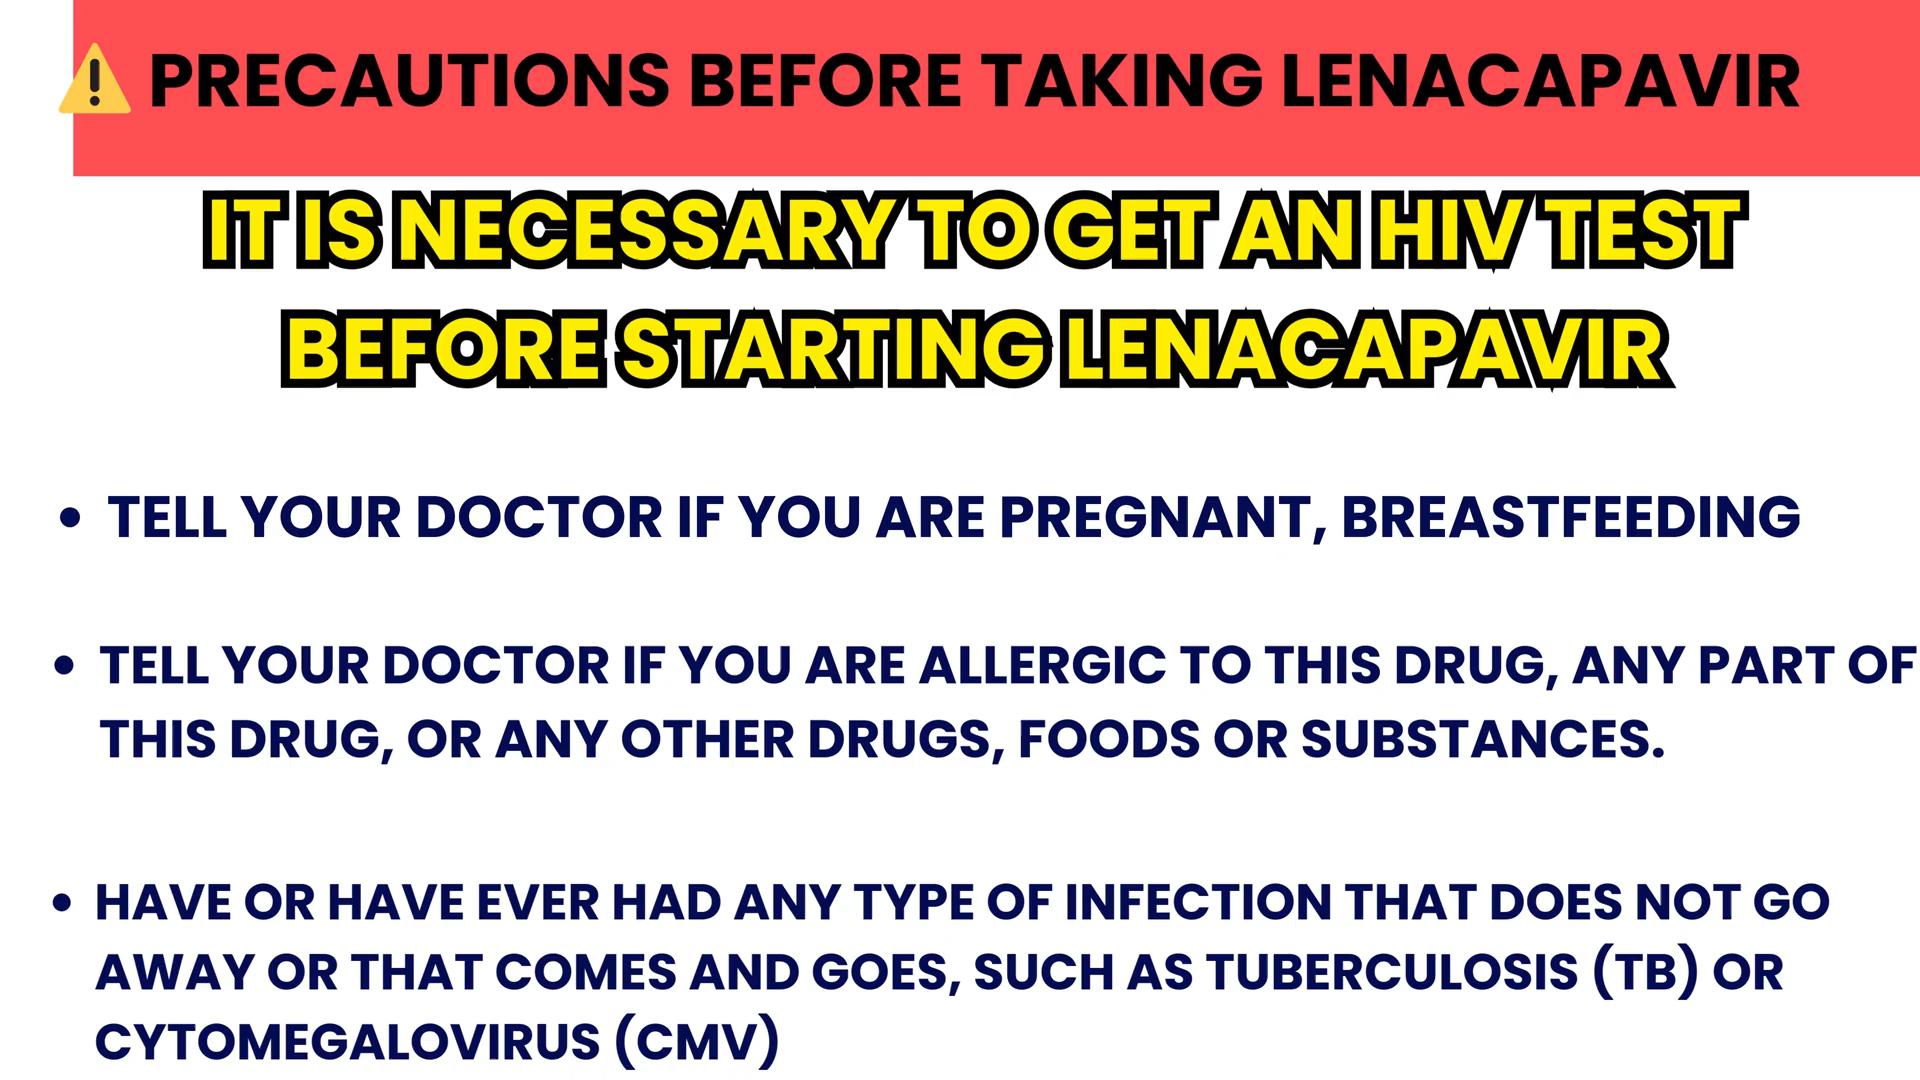 ⚠ PRECAUTIONS BEFORE TAKING LENACAPAVIR
IT IS NECESSARY TO GET AN HIV TEST
BEFORE STARTING LENACAPAVIR
• TELL YOUR DOCTOR IF YOU ARE PREGNANT, BREASTFEEDING
• TELL YOUR DOCTOR IF YOU ARE ALLERGIC TO THIS DRUG, ANY PART OF
THIS DRUG, OR ANY OTHER DRUGS, FOODS OR SUBSTANCES.
• HAVE OR HAVE EVER HAD ANY TYPE OF INFECTION THAT DOES NOT GO
AWAY OR THAT COMES AND GOES, SUCH AS TUBERCULOSIS (TB) OR
CYTOMEGALOVIRUS (CMV)